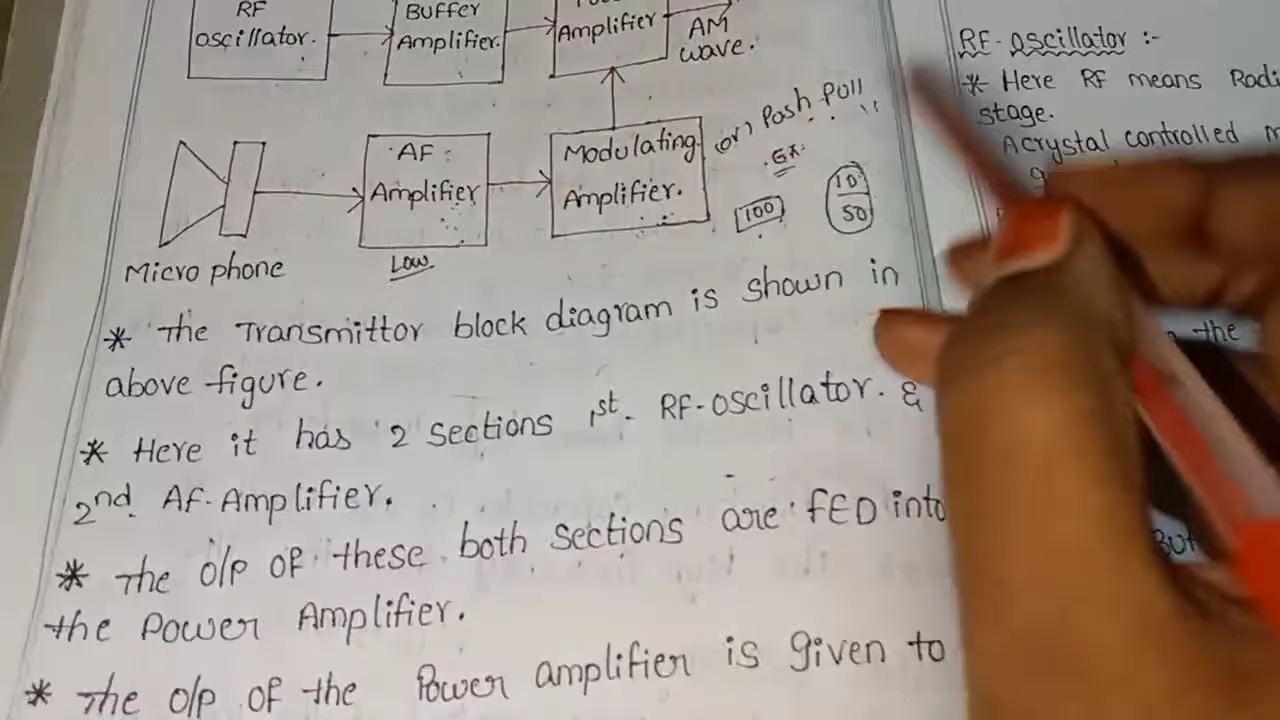 RF
oscillator.
Buffer
Amplifier.
Amplifier
AM
wave.
Micro phone
AF
Amplifier
Low
Modulating
Amplifier.
(or) Push Pull
Ex:
100
10
50
* The Transmittor block diagram is shown in
above figure.
* Here it has 2 sections 1st RF-oscillator. &
2nd AF-Amplifier.
* The o/p of these both sections are FED into
the Power Amplifier.
* The o/p of the Power amplifier is given to
RF-Oscillator :-
* Here RF means
stage.
A crystal controlled
the
But